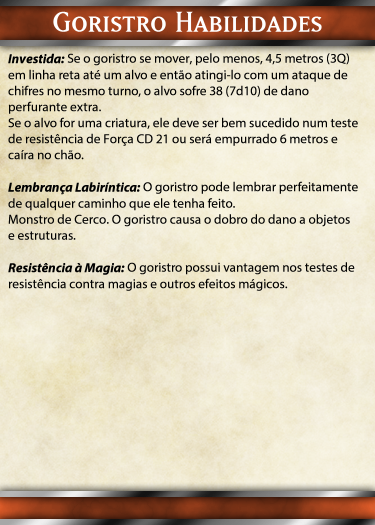 Goristro Habilidades
Investida: Se o goristro se mover, pelo menos, 4,5 metros (3Q)
em linha reta até um alvo e então atingi-lo com um ataque de
chifres no mesmo turno, o alvo sofre 38 (7d10) de dano
perfurante extra.
Se o alvo for uma criatura, ele deve ser bem sucedido num teste
de resistência de Força CD 21 ou será empurrado 6 metros e
caíra no chão.
Lembrança Labiríntica: O goristro pode lembrar perfeitamente
de qualquer caminho que ele tenha feito.
Monstro de Cerco. O goristro causa o dobro do dano a objetos
e estruturas.
Resistência à Magia: O goristro possui vantagem nos testes de
resistência contra magias e outros efeitos mágicos.